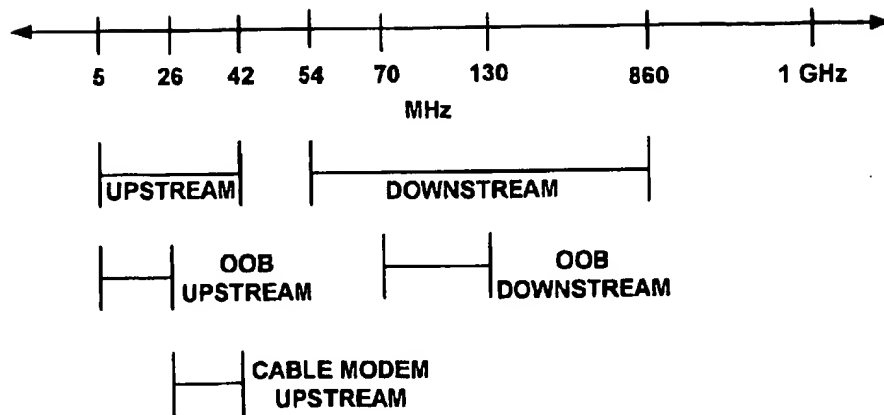 5 26 42 54 70 130 860 1 GHz
MHz
UPSTREAM DOWNSTREAM
OOB OOB
UPSTREAM DOWNSTREAM
CABLE MODEM
UPSTREAM